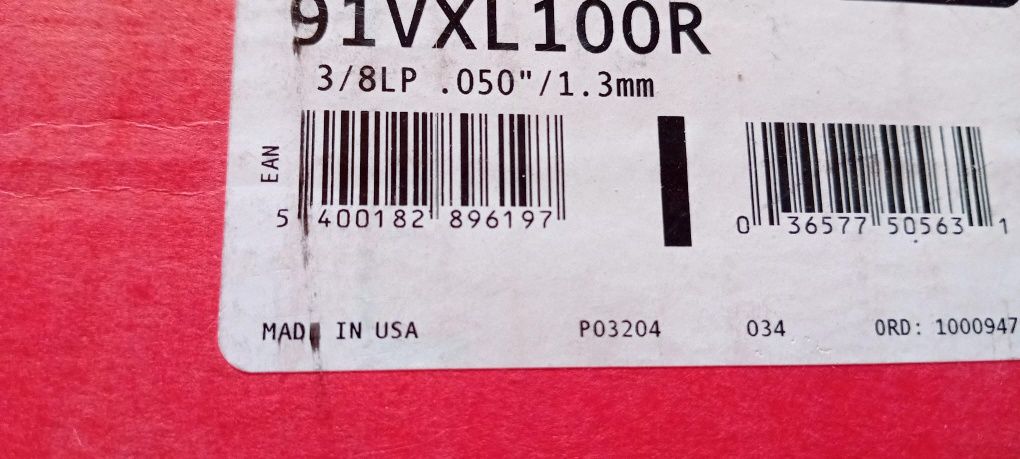 91VXL100R
3/8LP .050"/1.3mm
EAN
5 400182 896197
0 36577 50563 1
MADE IN USA P03204 034 ORD: 1000947